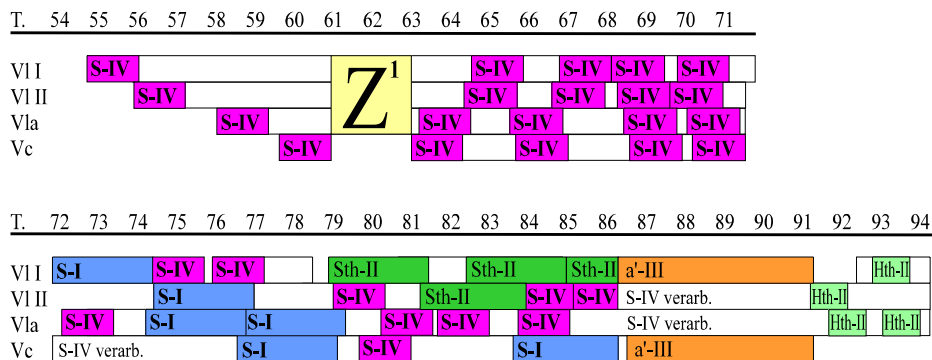 T. 54 55 56 57 58 59 60 61 62 63 64 65 66 67 68 69 70 71
Vl I S-IV Z¹ S-IV S-IV S-IV S-IV
Vl II S-IV S-IV S-IV S-IV S-IV
Vla S-IV S-IV S-IV S-IV S-IV
Vc S-IV S-IV S-IV S-IV S-IV
T. 72 73 74 75 76 77 78 79 80 81 82 83 84 85 86 87 88 89 90 91 92 93 94
Vl I S-I S-IV S-IV Sth-II Sth-II Sth-II a'-III Hth-II
Vl II S-I S-IV Sth-II S-IV S-IV S-IV verarb. Hth-II
Vla S-IV S-I S-I S-IV S-IV S-IV S-IV verarb. Hth-II Hth-II
Vc S-IV verarb. S-I S-IV S-I a'-III